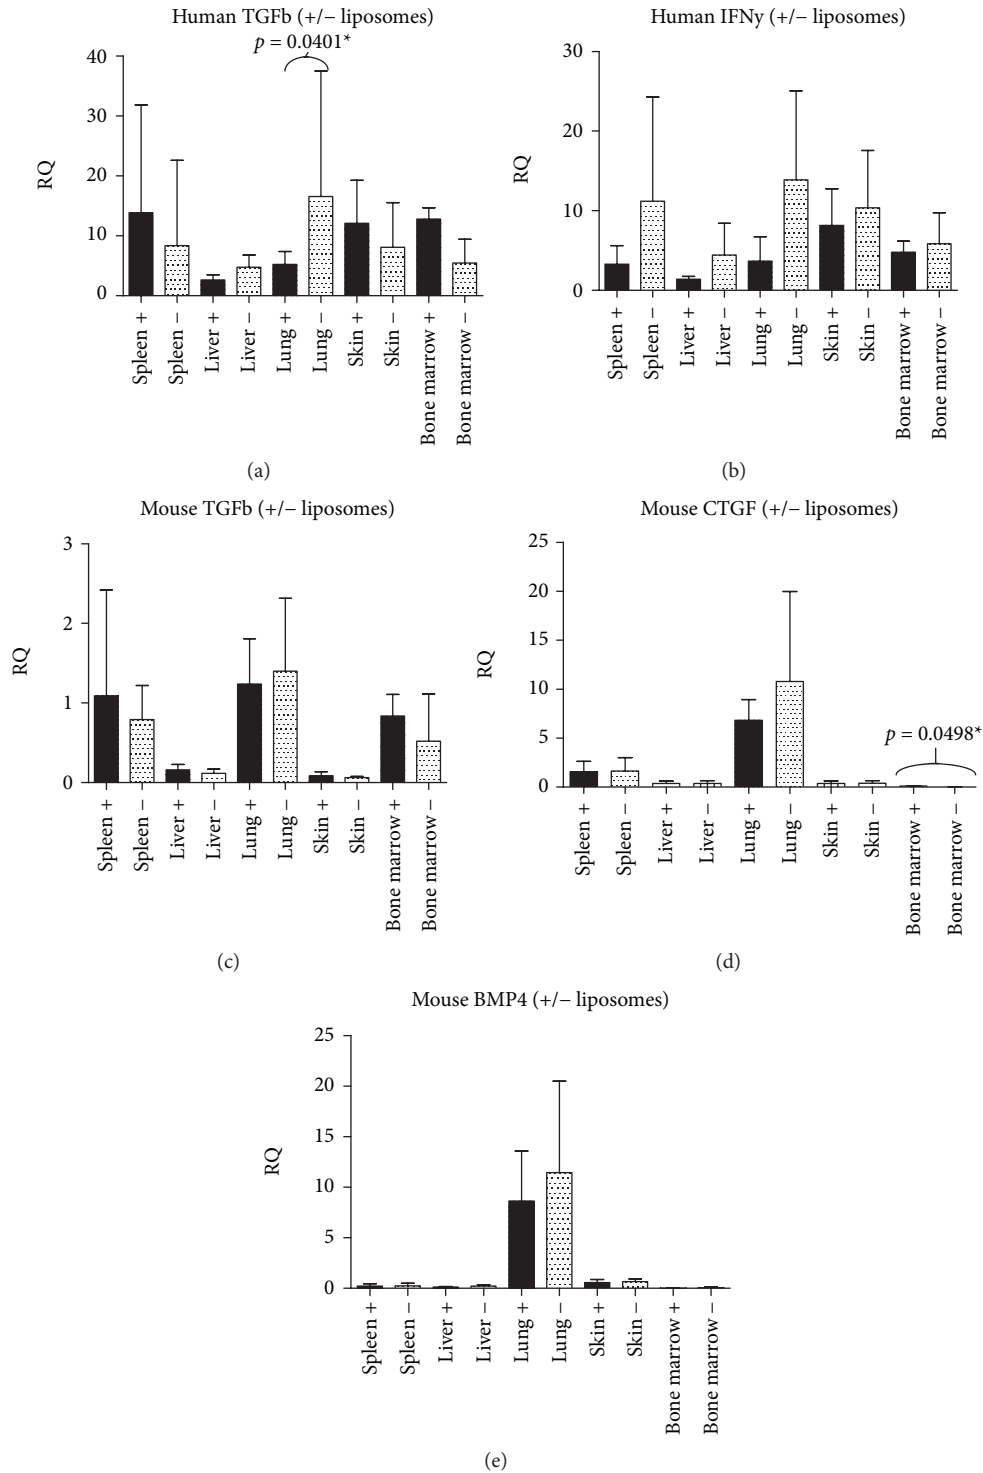 Human TGFb (+/− liposomes)
p = 0.0401*
40
30
20
10
0
RQ
Spleen +
Spleen −
Liver +
Liver −
Lung +
Lung −
Skin +
Skin −
Bone marrow +
Bone marrow −
(a)
Human IFNy (+/− liposomes)
30
20
10
0
RQ
Spleen +
Spleen −
Liver +
Liver −
Lung +
Lung −
Skin +
Skin −
Bone marrow +
Bone marrow −
(b)
Mouse TGFb (+/− liposomes)
3
2
1
0
RQ
Spleen +
Spleen −
Liver +
Liver −
Lung +
Lung −
Skin +
Skin −
Bone marrow +
Bone marrow −
(c)
Mouse CTGF (+/− liposomes)
25
20
15
10
5
0
RQ
p = 0.0498*
Spleen +
Spleen −
Liver +
Liver −
Lung +
Lung −
Skin +
Skin −
Bone marrow +
Bone marrow −
(d)
Mouse BMP4 (+/− liposomes)
25
20
15
10
5
0
RQ
Spleen +
Spleen −
Liver +
Liver −
Lung +
Lung −
Skin +
Skin −
Bone marrow +
Bone marrow −
(e)